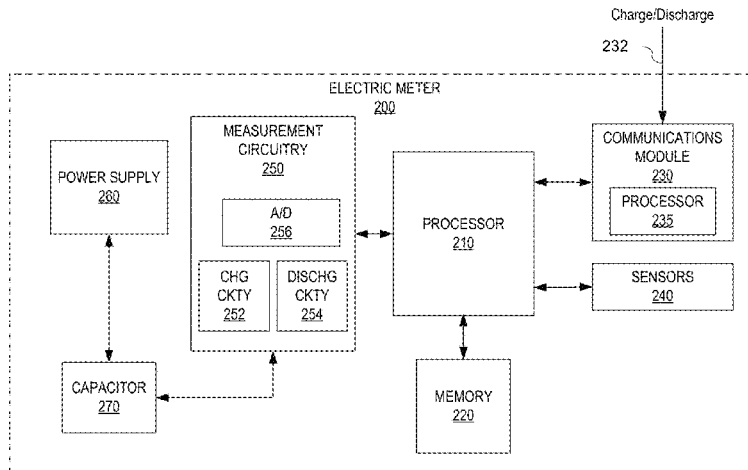 Charge/Discharge
232
ELECTRIC METER
200
MEASUREMENT
CIRCUITRY
250
A/D
256
CHG
CKTY
252
DISCHG
CKTY
254
POWER SUPPLY
260
CAPACITOR
270
PROCESSOR
210
MEMORY
220
COMMUNICATIONS
MODULE
230
PROCESSOR
235
SENSORS
240